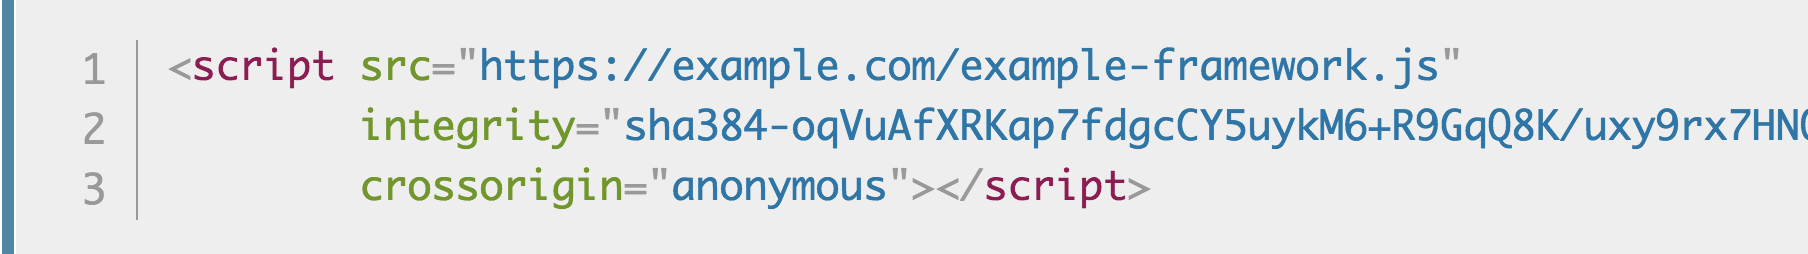 1 <script src="https://example.com/example-framework.js"
2 integrity="sha384-oqVuAfXRKap7fdgcCY5uykM6+R9GqQ8K/uxy9rx7HN
3 crossorigin="anonymous"></script>